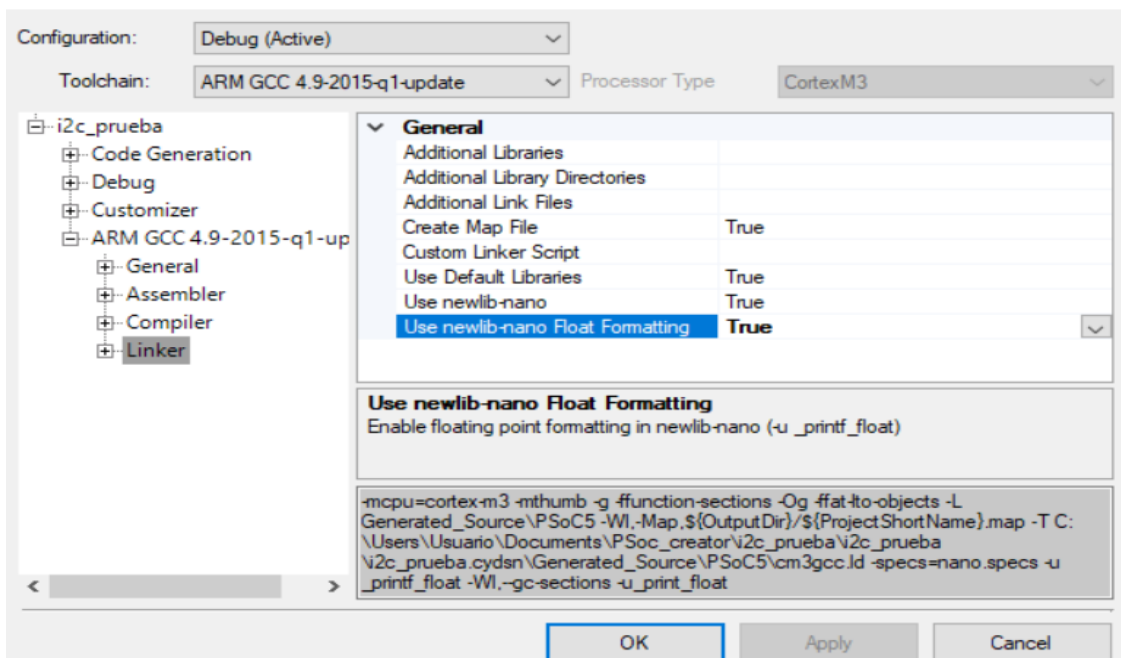 Configuration: Debug (Active)
Toolchain: ARM GCC 4.9-2015-q1-update Processor Type CortexM3
i2c_prueba
Code Generation
Debug
Customizer
ARM GCC 4.9-2015-q1-up
General
Assembler
Compiler
Linker
General
Additional Libraries
Additional Library Directories
Additional Link Files
Create Map File True
Custom Linker Script
Use Default Libraries True
Use newlib-nano True
Use newlib-nano Float Formatting True
Use newlib-nano Float Formatting
Enable floating point formatting in newlib-nano (-u _printf_float)
-mcpu=cortex-m3 -mthumb -g -ffunction-sections -Og -ffat-lto-objects -L
Generated_Source\PSoC5 -Wl,-Map,${OutputDir}/${ProjectShortName}.map -T C:
\Users\Usuario\Documents\PSoc_creator\i2c_prueba\i2c_prueba
\i2c_prueba.cydsn\Generated_Source\PSoC5\cm3gcc.ld -specs=nano.specs -u
_printf_float -Wl,--gc-sections -u_print_float
OK Apply Cancel